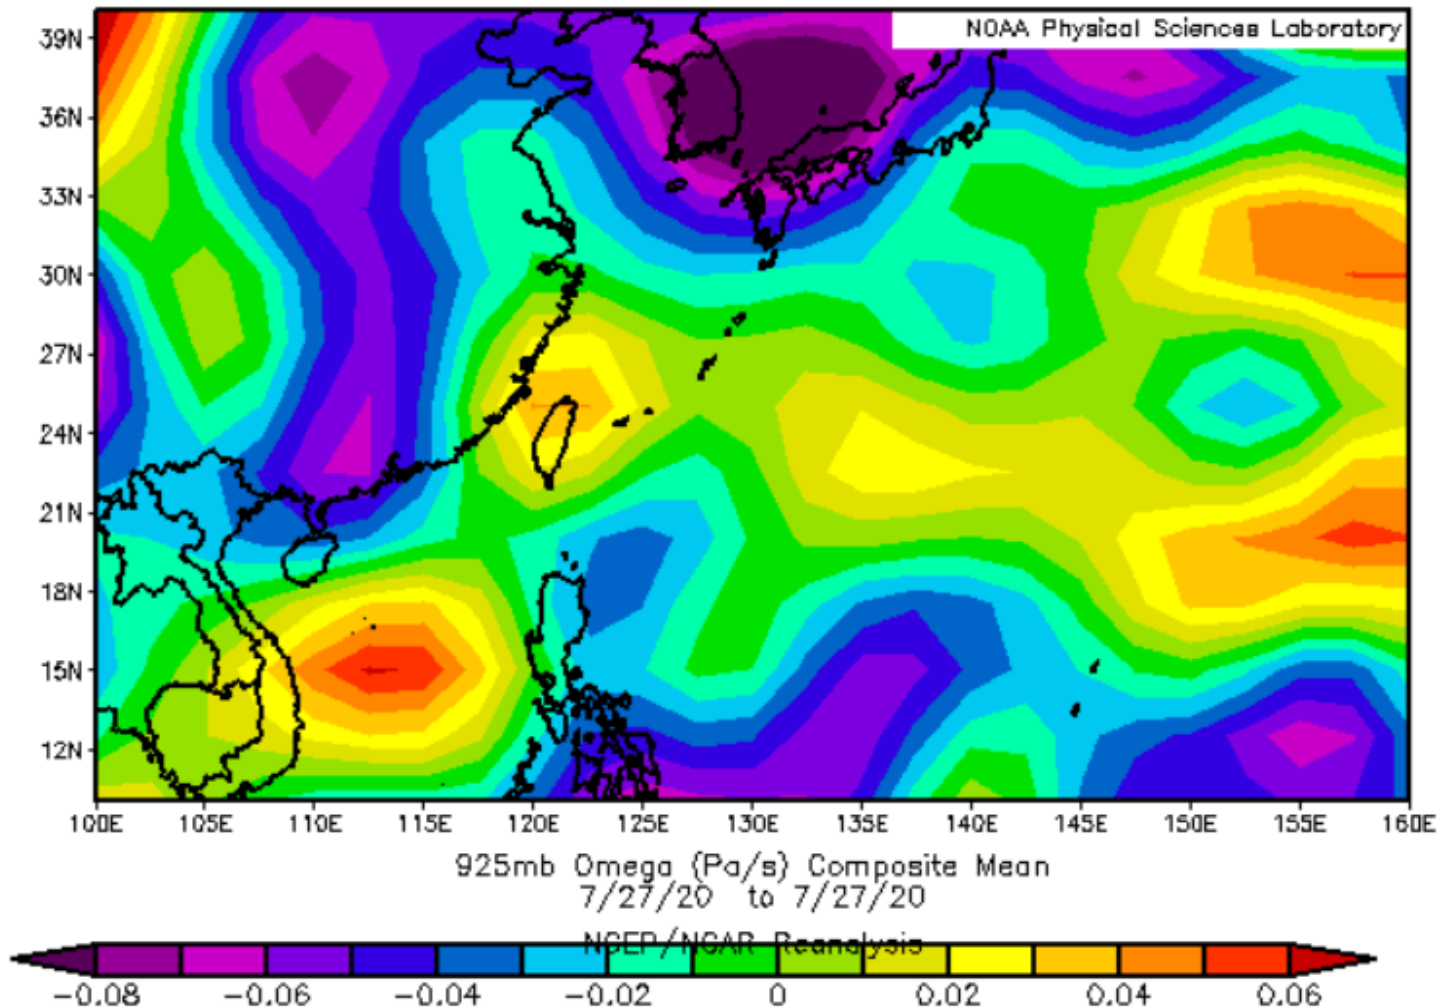 NOAA Physical Sciences Laboratory
39N
36N
33N
30N
27N
24N
21N
18N
15N
12N
100E 105E 110E 115E 120E 125E 130E 135E 140E 145E 150E 155E 160E
925mb Omega (Pa/s) Composite Mean
7/27/20 to 7/27/20
NCEP/NCAR Reanalysis
-0.08 -0.06 -0.04 -0.02 0 0.02 0.04 0.06